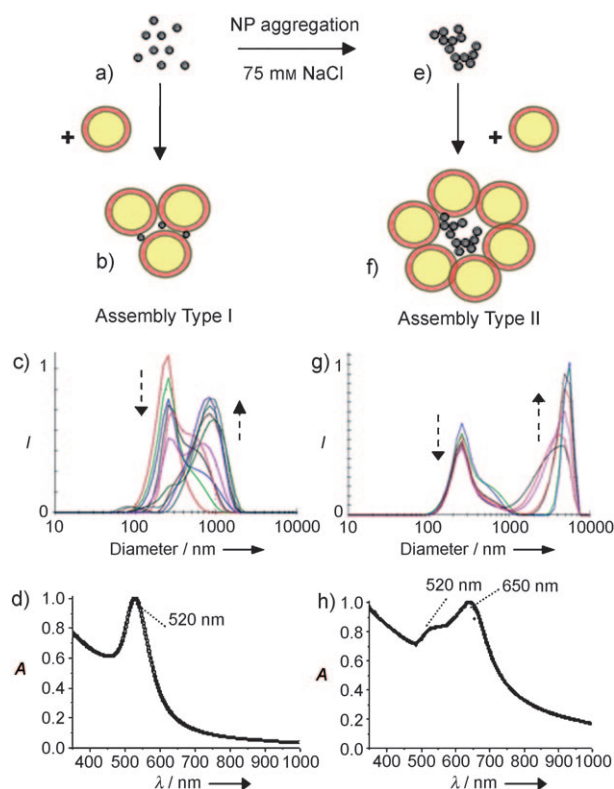 NP aggregation
a)
75 mM NaCl
e)
+
+
b)
f)
Assembly Type I
Assembly Type II
c)
1
I
0
10 100 1000 10000
Diameter / nm
g)
1
I
0
10 100 1000 10000
Diameter / nm
d)
1.0
0.8
0.6
A
0.4
0.2
0.0
520 nm
400 500 600 700 800 900 1000
λ / nm
h)
520 nm 650 nm
1.0
0.8
0.6
A
0.4
0.2
0.0
400 500 600 700 800 900 1000
λ / nm